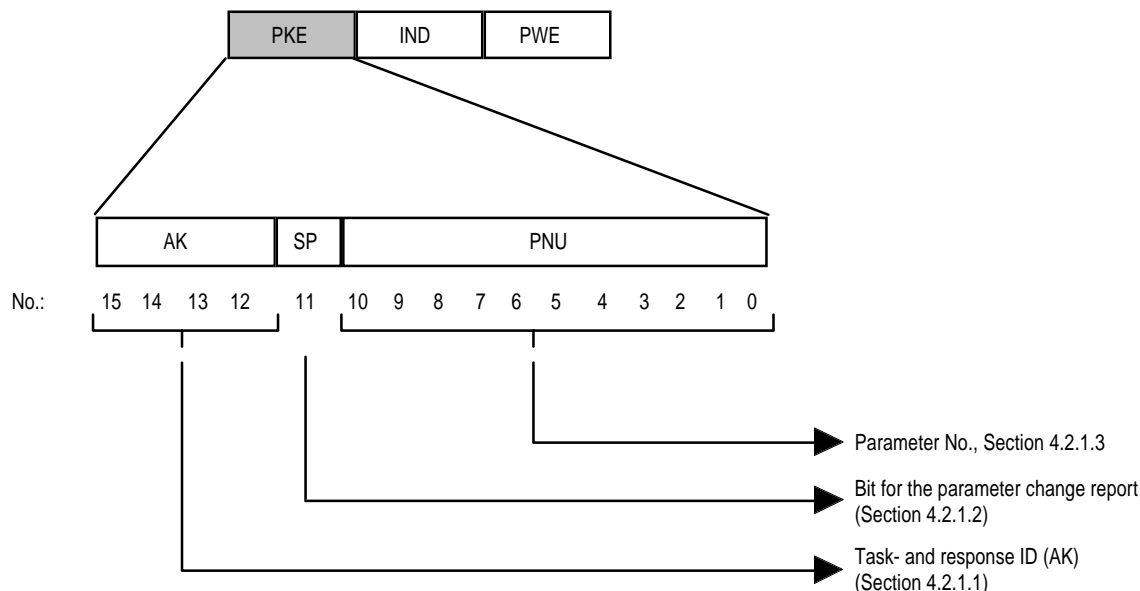 PKE IND PWE
AK SP PNU
No.: 15 14 13 12 11 10 9 8 7 6 5 4 3 2 1 0
Parameter No., Section 4.2.1.3
Bit for the parameter change report
(Section 4.2.1.2)
Task- and response ID (AK)
(Section 4.2.1.1)